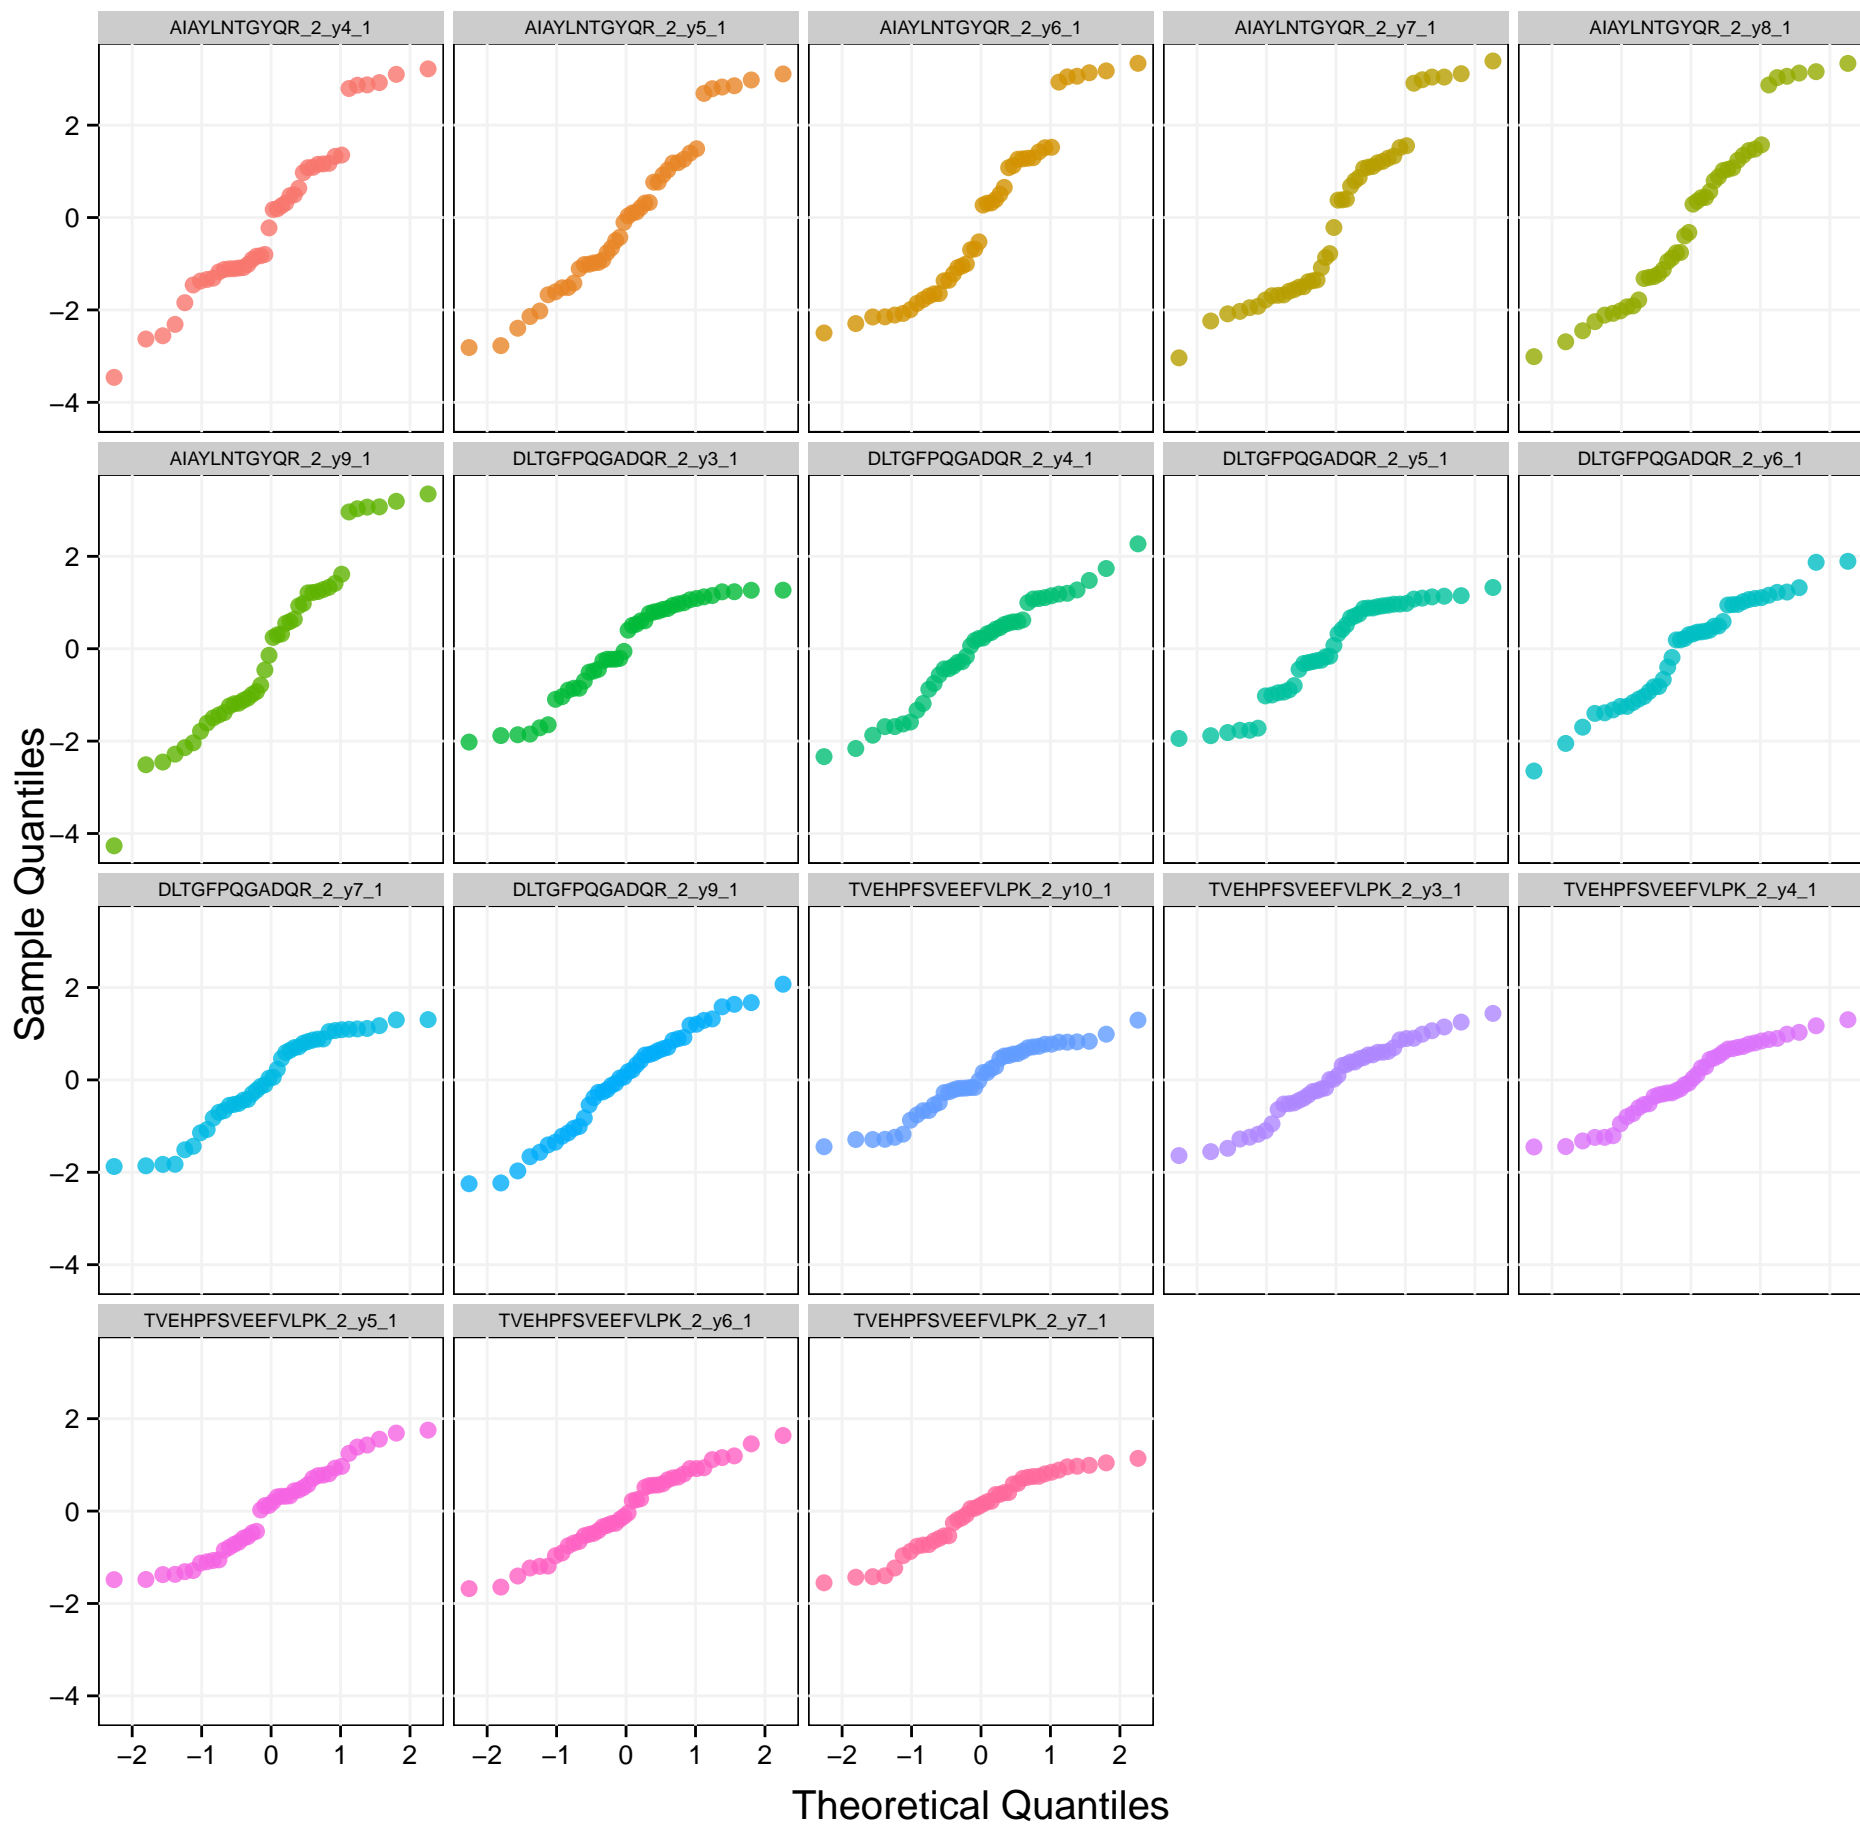 AIAYLNTGYQR_2_y4_1 AIAYLNTGYQR_2_y5_1 AIAYLNTGYQR_2_y6_1 AIAYLNTGYQR_2_y7_1 AIAYLNTGYQR_2_y8_1
2
0
−2
−4
AIAYLNTGYQR_2_y9_1 DLTGFPQGADQR_2_y3_1 DLTGFPQGADQR_2_y4_1 DLTGFPQGADQR_2_y5_1 DLTGFPQGADQR_2_y6_1
2
0
−2
−4
DLTGFPQGADQR_2_y7_1 DLTGFPQGADQR_2_y9_1 TVEHPFSVEEFVLPK_2_y10_1 TVEHPFSVEEFVLPK_2_y3_1 TVEHPFSVEEFVLPK_2_y4_1
2
0
−2
−4
TVEHPFSVEEFVLPK_2_y5_1 TVEHPFSVEEFVLPK_2_y6_1 TVEHPFSVEEFVLPK_2_y7_1
2
0
−2
−4
−2 −1 0 1 2 −2 −1 0 1 2 −2 −1 0 1 2
Theoretical Quantiles
Sample Quantiles